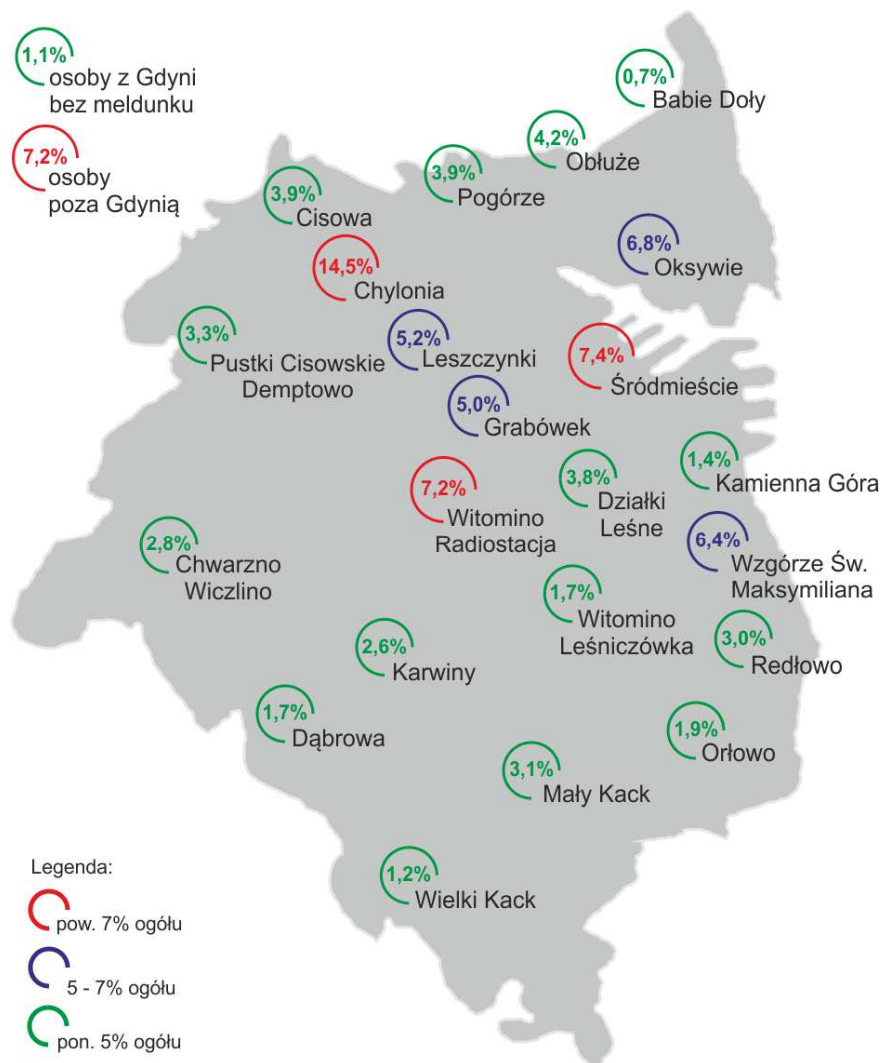 1,1%
osoby z Gdyni
bez meldunku
7,2%
osoby
poza Gdynią
0,7%
Babie Doły
4,2%
Obłuże
3,9%
Pogórze
3,9%
Cisowa
6,8%
Oksywie
14,5%
Chylonia
3,3%
Pustki Cisowskie
Demptowo
5,2%
Leszczynki
7,4%
Śródmieście
5,0%
Grabówek
1,4%
Kamienna Góra
3,8%
Działki
Leśne
7,2%
Witomino
Radiostacja
2,8%
Chwarzno
Wiczlino
6,4%
Wzgórze Św.
Maksymiliana
1,7%
Witomino
Leśniczówka
3,0%
Redłowo
2,6%
Karwiny
1,7%
Dąbrowa
1,9%
Orłowo
3,1%
Mały Kack
1,2%
Wielki Kack
Legenda:
pow. 7% ogółu
5 - 7% ogółu
pon. 5% ogółu